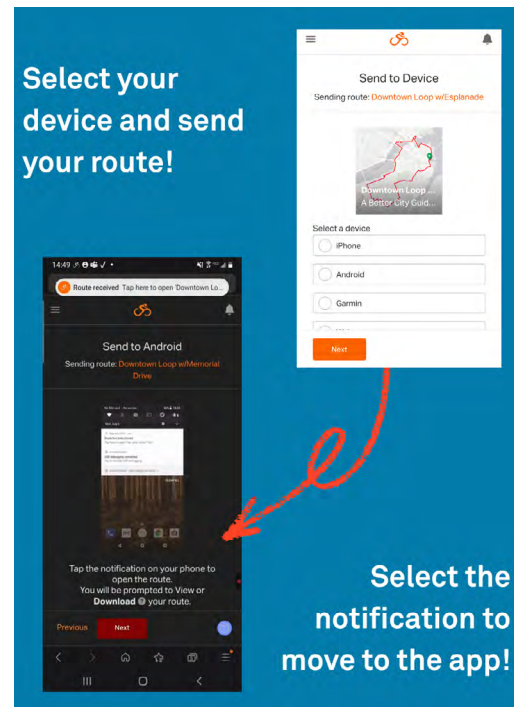 Select your
device and send
your route!
Send to Device
Sending route: Downtown Loop w/Esplanade
Downtown Loop ...
A Better City Guid...
Select a device
iPhone
Android
Garmin
Next
14:49
Route received Tap here to open 'Downtown Lo...
Send to Android
Sending route: Downtown Loop w/Memorial
Drive
Tap the notification on your phone to
open the route.
You will be prompted to View or
Download your route.
Previous
Next
Select the
notification to
move to the app!